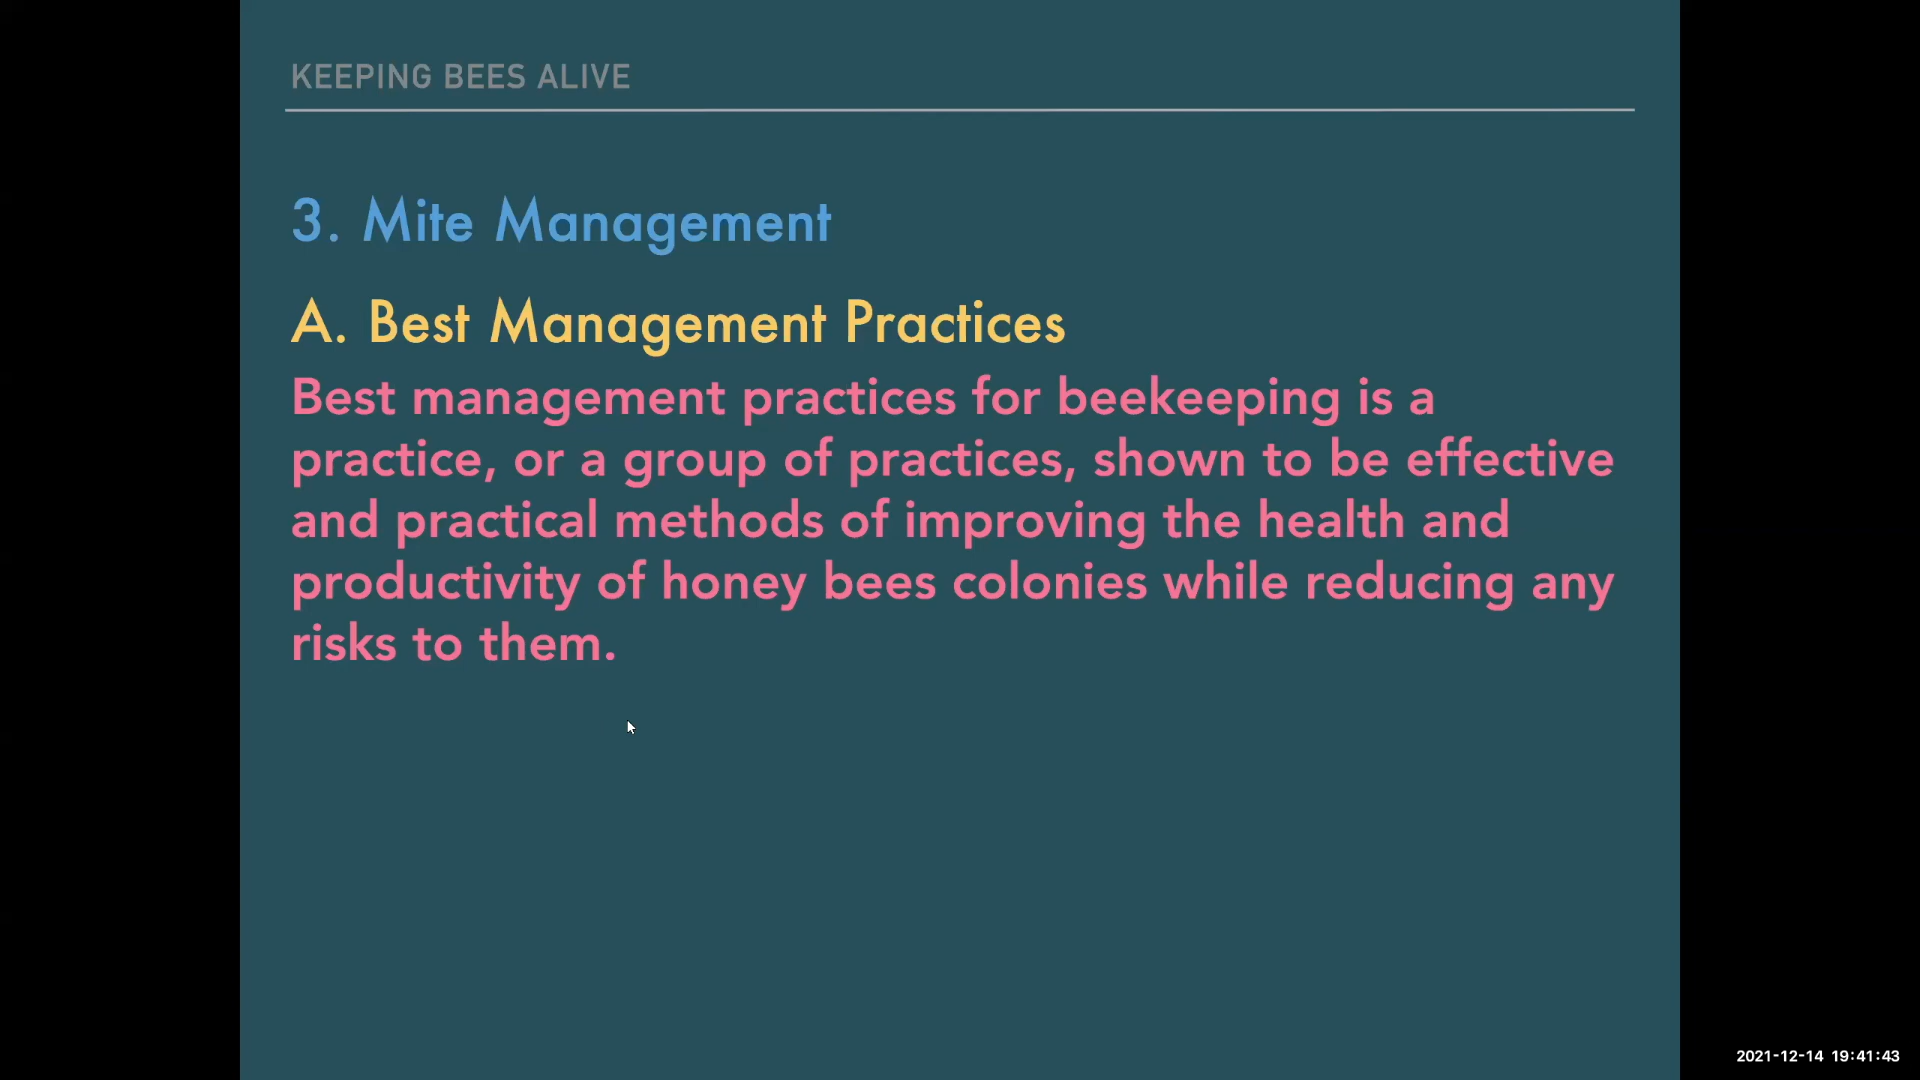 KEEPING BEES ALIVE
3. Mite Management
A. Best Management Practices
Best management practices for beekeeping is a
practice, or a group of practices, shown to be effective
and practical methods of improving the health and
productivity of honey bees colonies while reducing any
risks to them.
2021-12-14 19:41:43